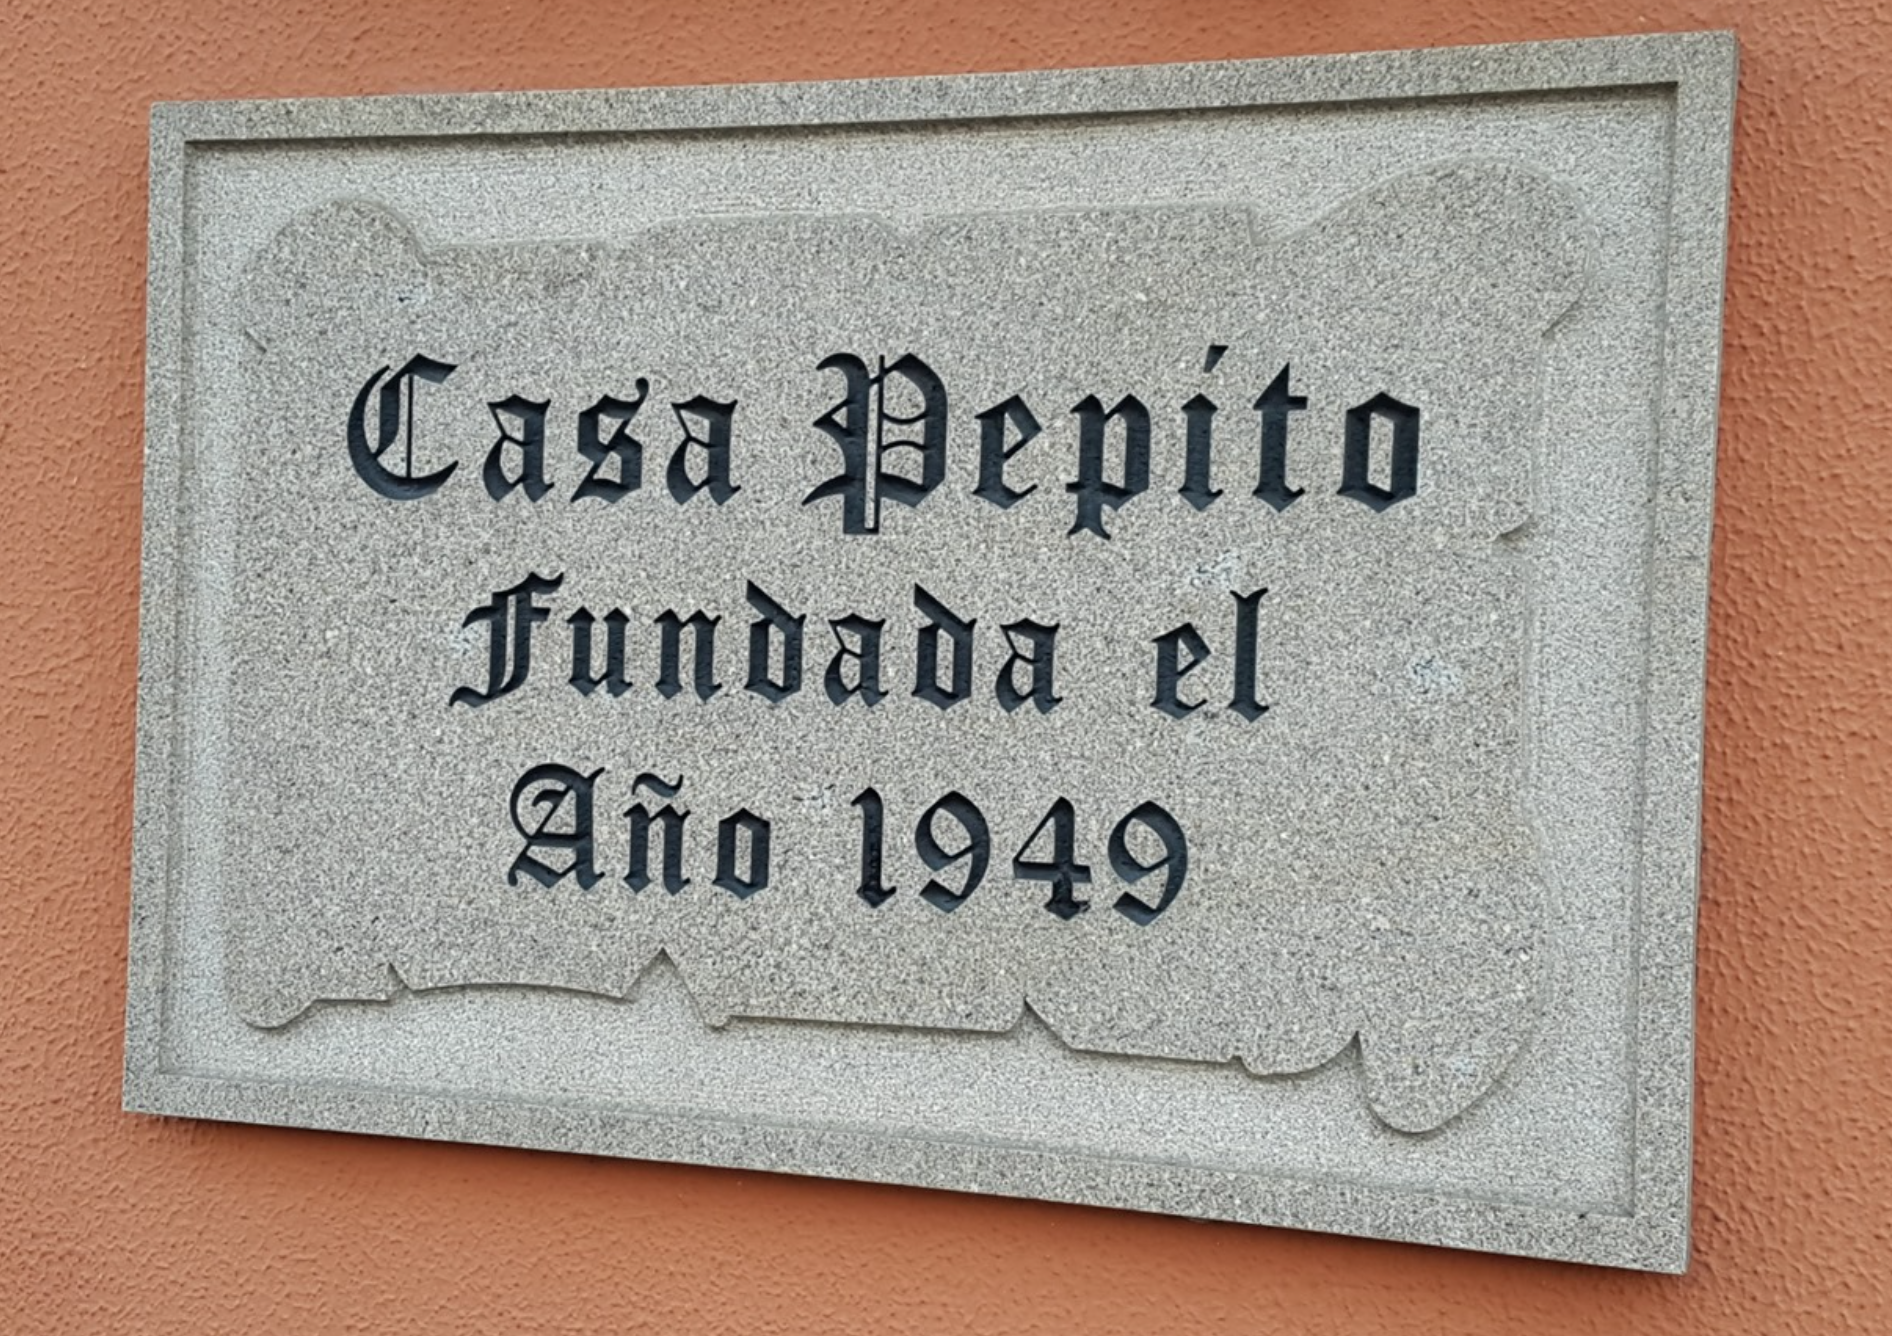 Casa Pepito
Fundada el
Año 1949